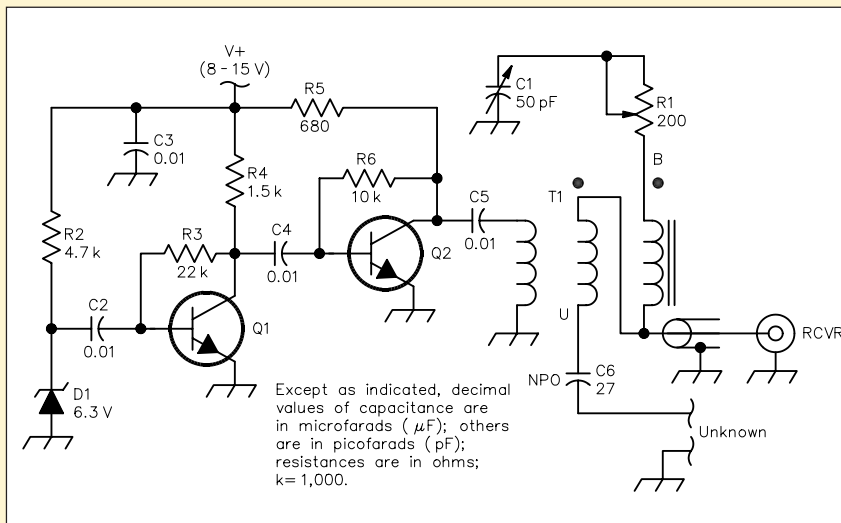 V+
(8-15 V)
R5
680
C1
50 pF
R1
200
C3
0.01
R4
1.5 k
R6
10 k
B
T1
C5
0.01
R2
4.7 k
R3
22 k
C4
0.01
Q2
C2
0.01
Q1
U
RCVR
D1
6.3 V
NPO
C6
27
Unknown
Except as indicated, decimal
values of capacitance are
in microfarads ( μF); others
are in picofarads ( pF);
resistances are in ohms;
k= 1,000.